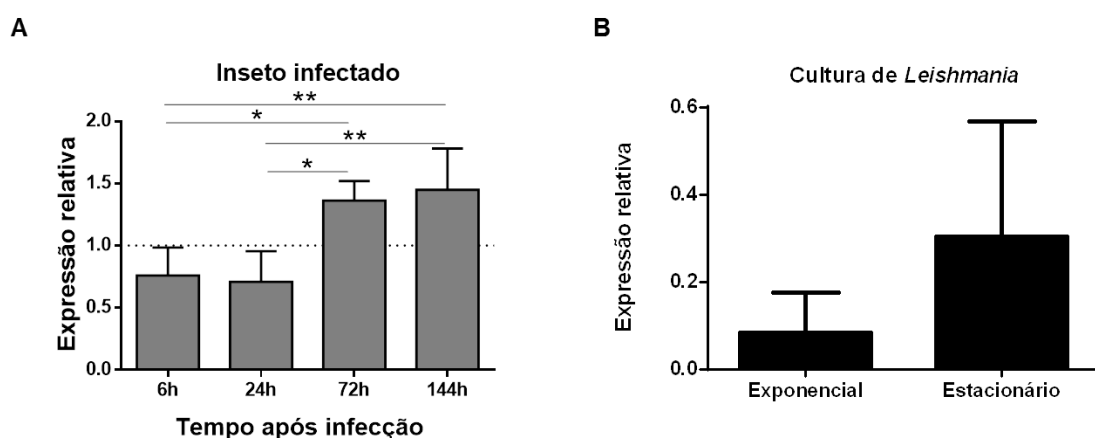 A
Inseto infectado
**
*
**
*
Expressão relativa
2.0
1.5
1.0
0.5
0.0
6h 24h 72h 144h
Tempo após infecção
B
Cultura de Leishmania
Expressão relativa
0.6
0.4
0.2
0.0
Exponencial Estacionário